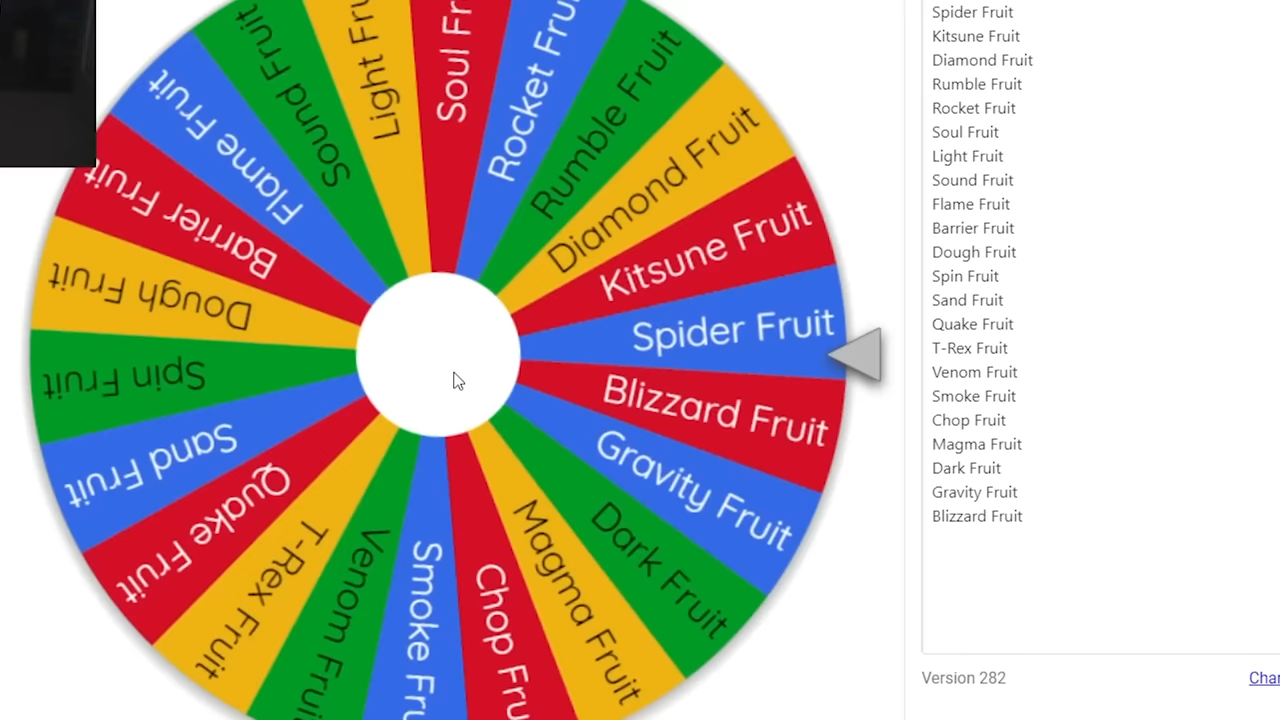 Soul Fr
Rocket Fru
Rumble Fruit
Diamond Fruit
Kitsune Fruit
Spider Fruit
Blizzard Fruit
Gravity Fruit
Dark Fruit
Magma Fruit
Chop Fru
Smoke Fru
Venom Fruit
T-Rex Fruit
Quake Fruit
Sand Fruit
Spin Fruit
Dough Fruit
Barrier Fruit
Flame Fruit
Sound Fruit
Light Fru
Spider Fruit
Kitsune Fruit
Diamond Fruit
Rumble Fruit
Rocket Fruit
Soul Fruit
Light Fruit
Sound Fruit
Flame Fruit
Barrier Fruit
Dough Fruit
Spin Fruit
Sand Fruit
Quake Fruit
T-Rex Fruit
Venom Fruit
Smoke Fruit
Chop Fruit
Magma Fruit
Dark Fruit
Gravity Fruit
Blizzard Fruit
Version 282
Chan